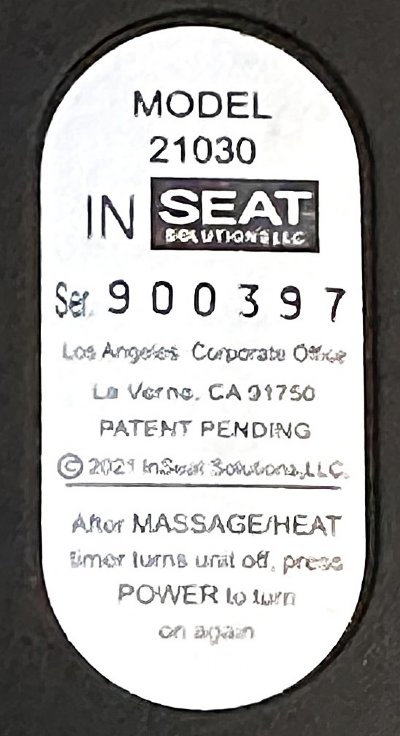 MODEL
21030
IN SEAT
SOLUTIONS LLC
Ser. 900397
Los Angeles Corporate Office
La Verne, CA 91750
PATENT PENDING
© 2021 InSeat Solutions, LLC.
After MASSAGE/HEAT
timer turns unit off, press
POWER to turn
on again